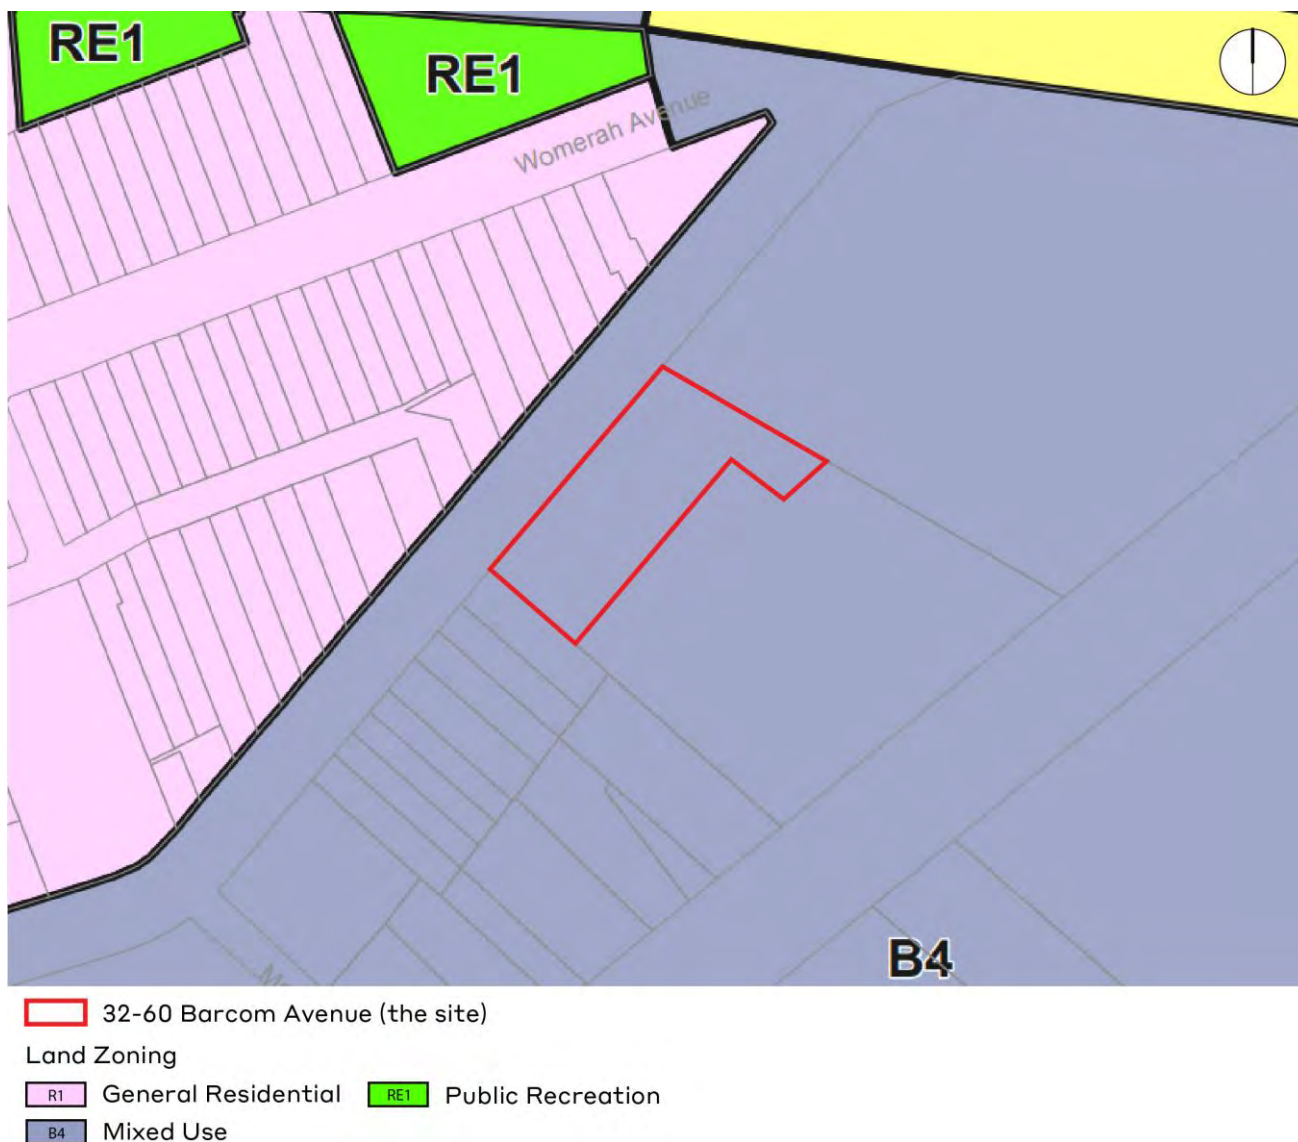 RE1
RE1
Womerah Avenue
B4
32-60 Barcom Avenue (the site)
Land Zoning
R1 General Residential RE1 Public Recreation
B4 Mixed Use